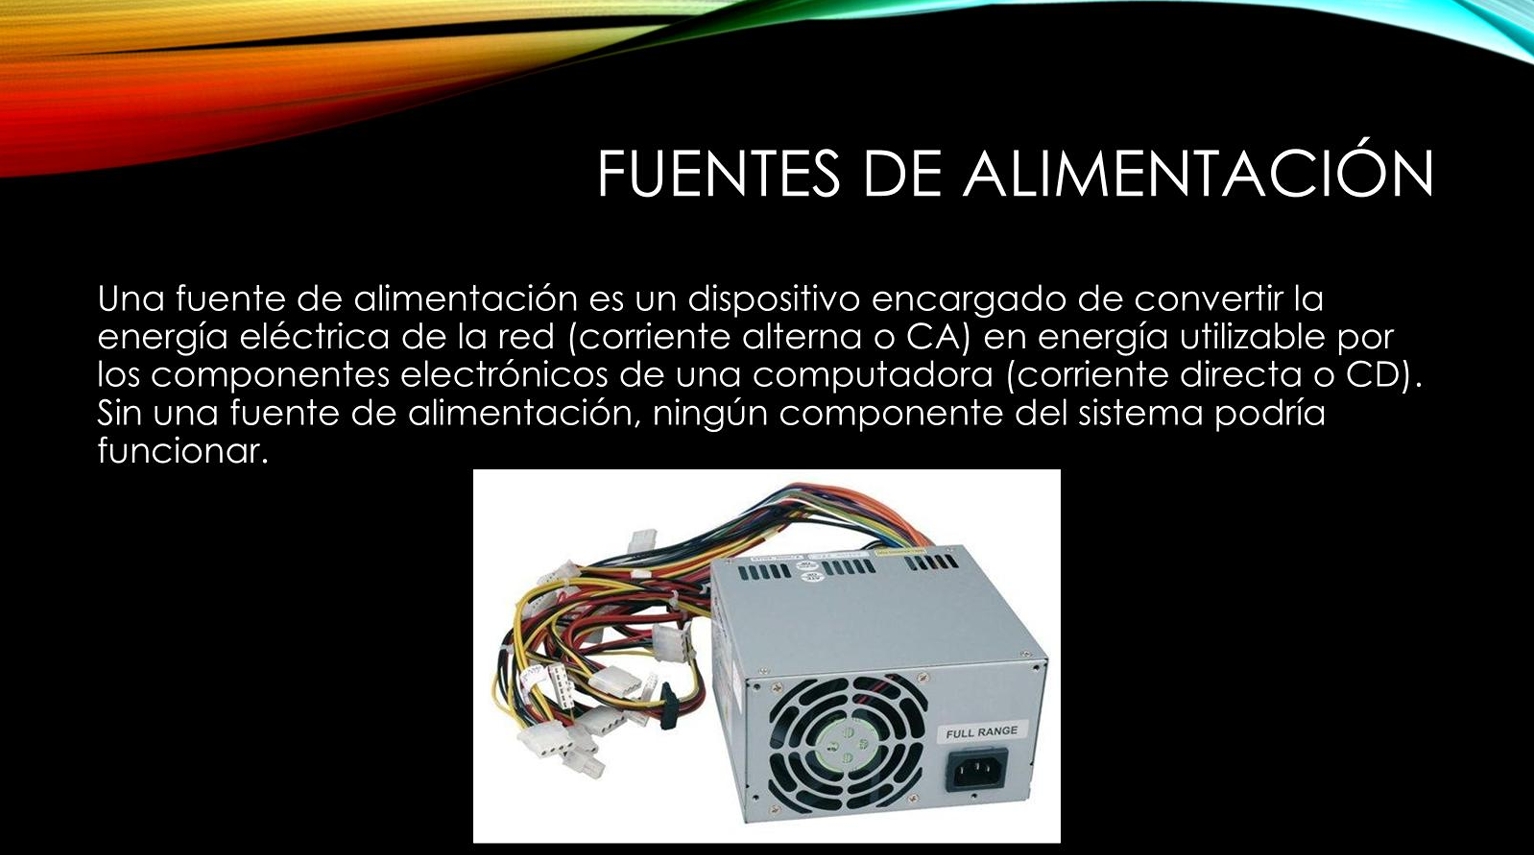 FUENTES DE ALIMENTACIÓN
Una fuente de alimentación es un dispositivo encargado de convertir la
energía eléctrica de la red (corriente alterna o CA) en energía utilizable por
los componentes electrónicos de una computadora (corriente directa o CD).
Sin una fuente de alimentación, ningún componente del sistema podría
funcionar.
FULL RANGE